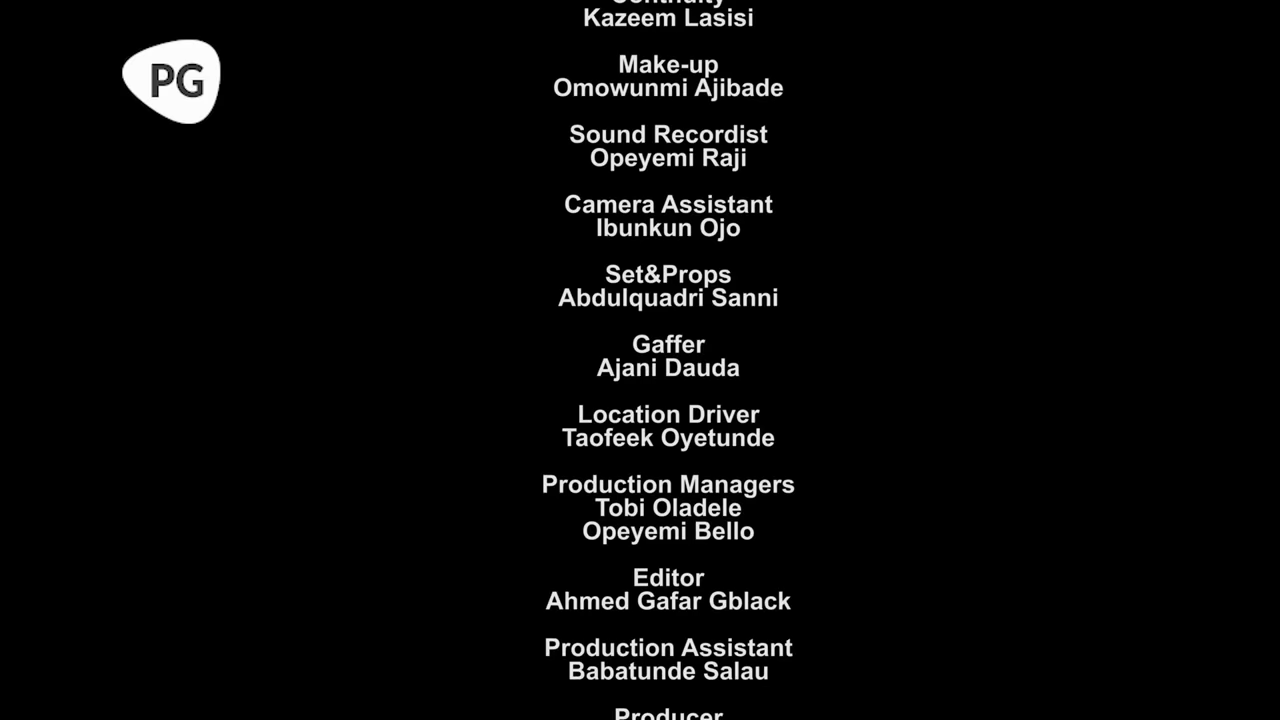 Continuity
Kazeem Lasisi
PG
Make-up
Omowunmi Ajibade
Sound Recordist
Opeyemi Raji
Camera Assistant
Ibunkun Ojo
Set&Props
Abdulquadri Sanni
Gaffer
Ajani Dauda
Location Driver
Taofeek Oyetunde
Production Managers
Tobi Oladele
Opeyemi Bello
Editor
Ahmed Gafar Gblack
Production Assistant
Babatunde Salau
Producer